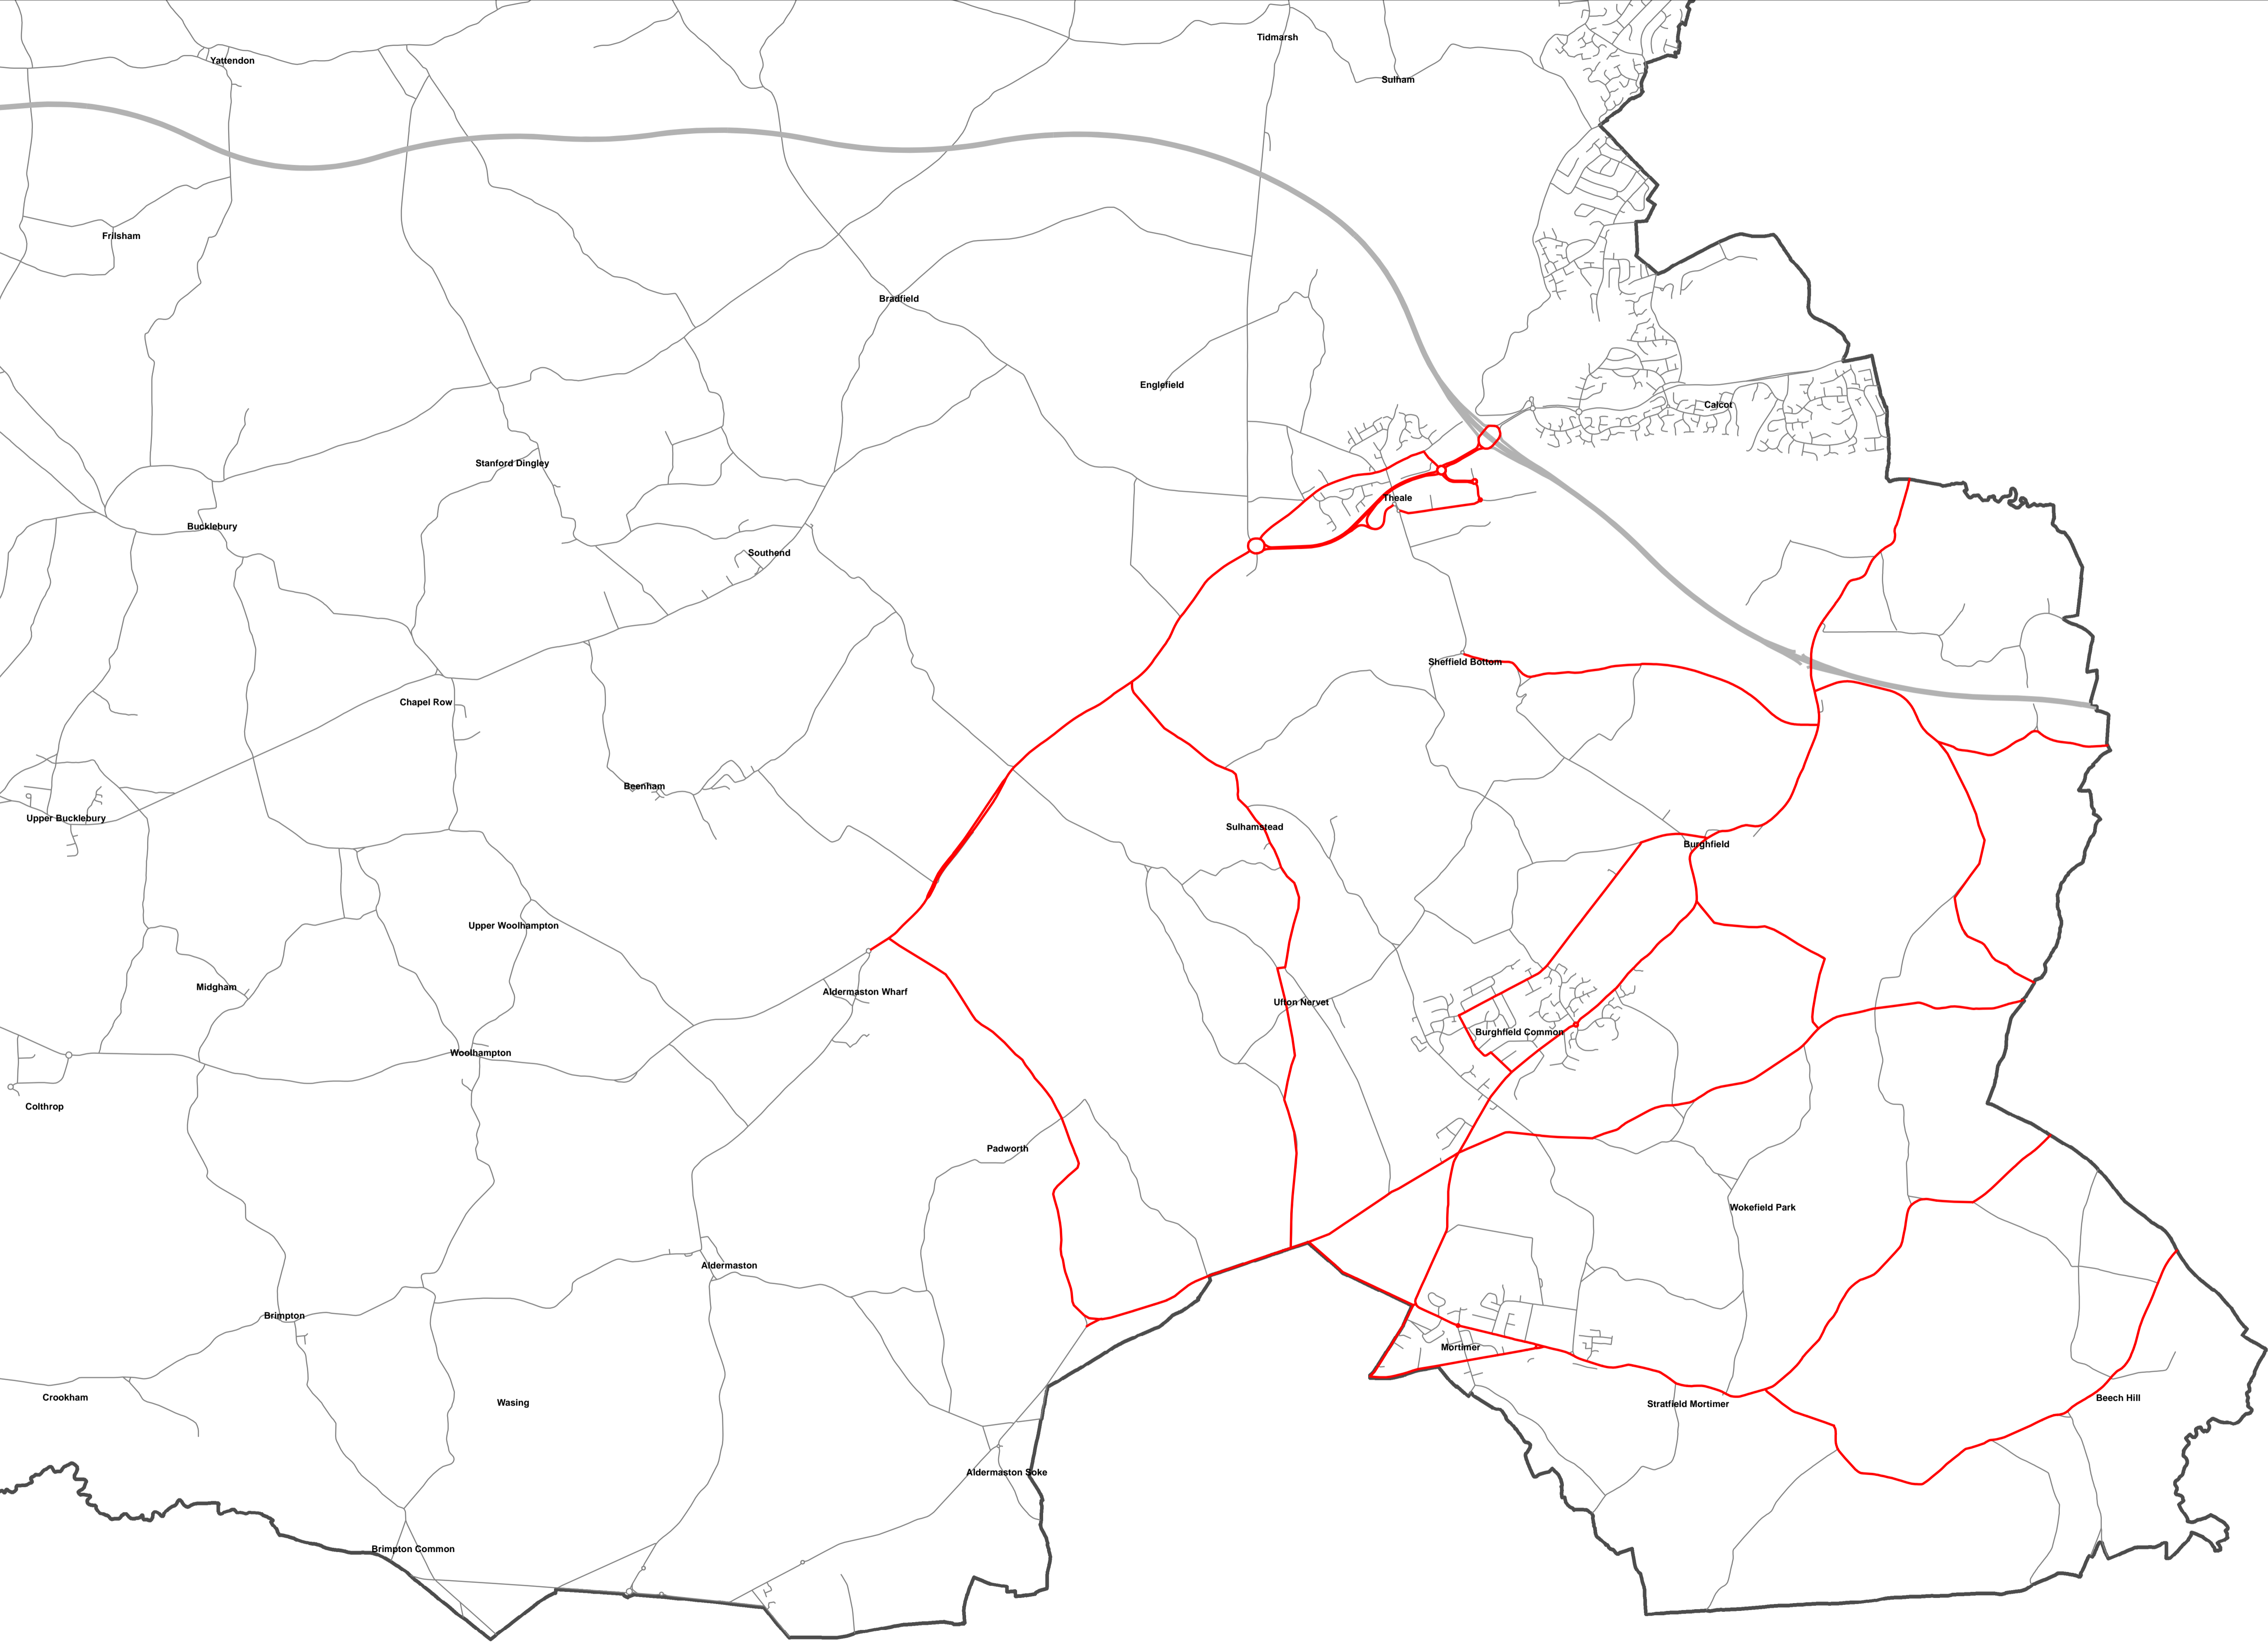 Tidmarsh
Yattendon
Sulham
Frilsham
Bradfield
Englefield
Calcot
Stanford Dingley
Theale
Bucklebury
Southend
Sheffield Bottom
Chapel Row
Beenham
Upper Bucklebury
Sulhamstead
Burghfield
Upper Woolhampton
Midgham
Aldermaston Wharf
Ufton Nervet
Burghfield Common
Woolhampton
Colthrop
Padworth
Wokefield Park
Aldermaston
Brimpton
Mortimer
Crookham
Wasing
Stratfield Mortimer
Beech Hill
Aldermaston Soke
Brimpton Common